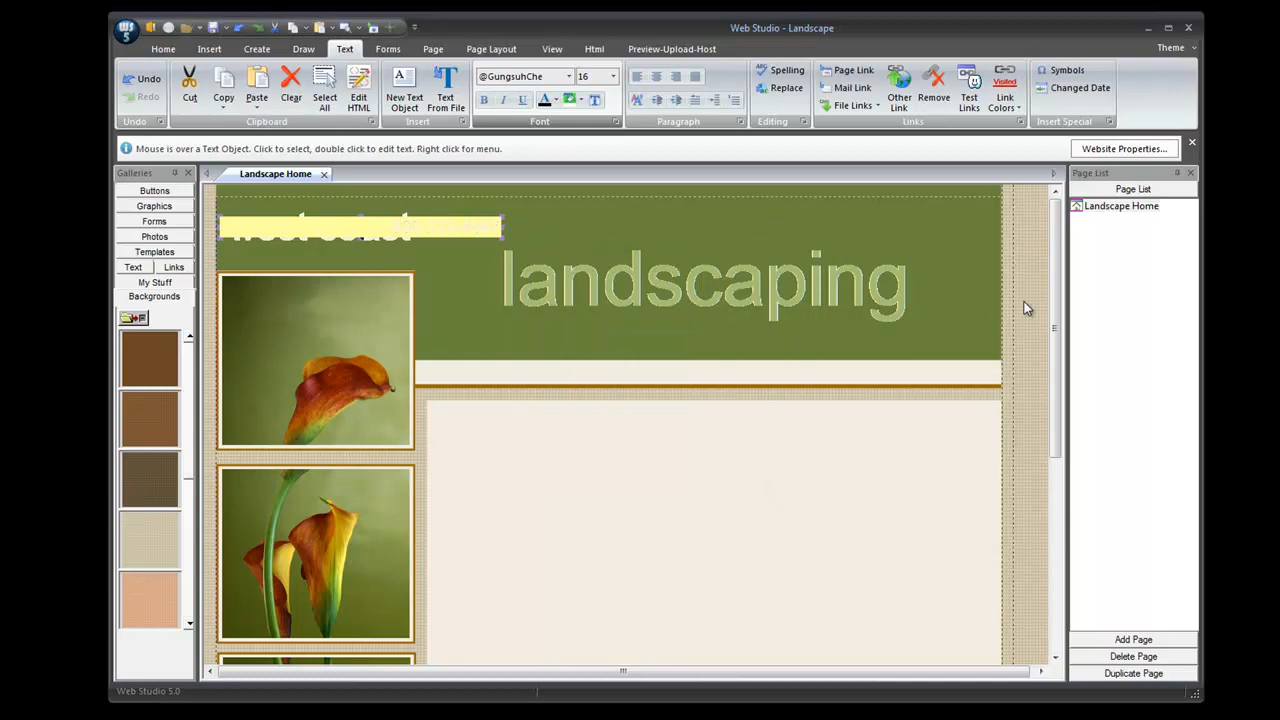 WS
5
Web Studio - Landscape
Home Insert Create Draw Text Forms Page Page Layout View Html Preview-Upload-Host Theme
Undo
Redo
Cut
Copy
Paste
Clear
Select
All
Edit
HTML
New Text
Object
Text
From File
@GungsuhChe 16
B I U A T
Spelling
Replace
Page Link
Mail Link
File Links
Other
Link
Remove
Test
Links
Visited
Link
Colors
Symbols
Changed Date
Undo Clipboard Insert Font Paragraph Editing Links Insert Special
Mouse is over a Text Object. Click to select, double click to edit text. Right click for menu.
Website Properties...
Galleries
Landscape Home
Page List
Buttons
Graphics
Forms
Photos
Templates
Text Links
My Stuff
Backgrounds
west coast
landscaping
Page List
Landscape Home
Add Page
Delete Page
Duplicate Page
Web Studio 5.0